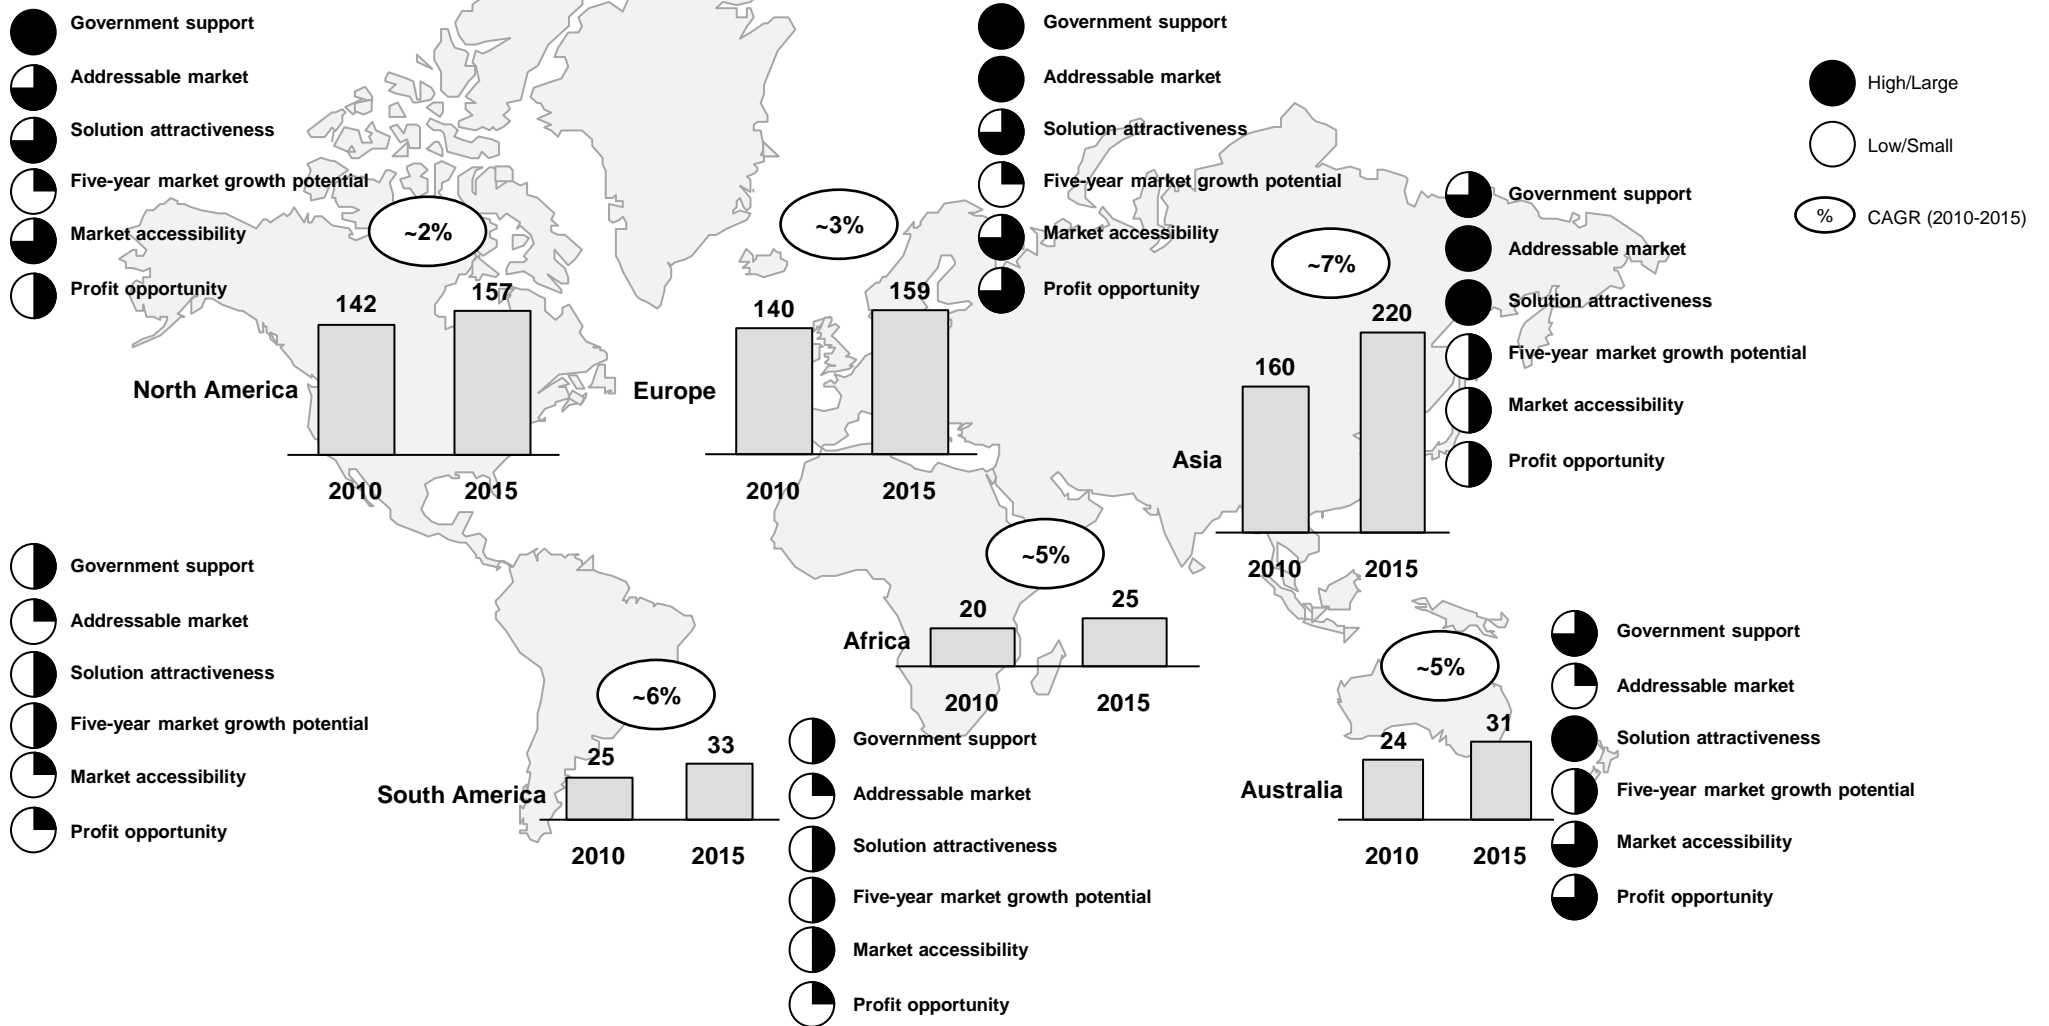 Government support
Addressable market
Solution attractiveness
Five-year market growth potential
Market accessibility
Profit opportunity
~2%
142
157
North America
2010
2015
Government support
Addressable market
Solution attractiveness
Five-year market growth potential
Market accessibility
Profit opportunity
~3%
140
159
Europe
2010
2015
High/Large
Low/Small
%
CAGR (2010-2015)
Government support
Addressable market
Solution attractiveness
Five-year market growth potential
Market accessibility
Profit opportunity
~7%
160
220
Asia
2010
2015
Government support
Addressable market
Solution attractiveness
Five-year market growth potential
Market accessibility
Profit opportunity
~6%
25
33
South America
2010
2015
~5%
20
25
Africa
2010
2015
Government support
Addressable market
Solution attractiveness
Five-year market growth potential
Market accessibility
Profit opportunity
~5%
24
31
Australia
2010
2015
Government support
Addressable market
Solution attractiveness
Five-year market growth potential
Market accessibility
Profit opportunity